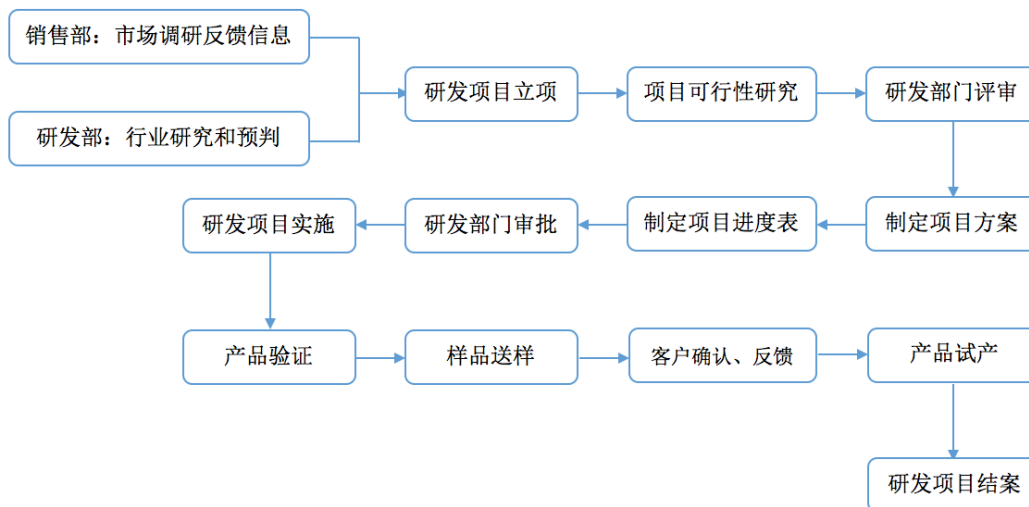 销售部：市场调研反馈信息
研发部：行业研究和预判
研发项目立项
项目可行性研究
研发部门评审
制定项目方案
制定项目进度表
研发部门审批
研发项目实施
产品验证
样品送样
客户确认、反馈
产品试产
研发项目结案